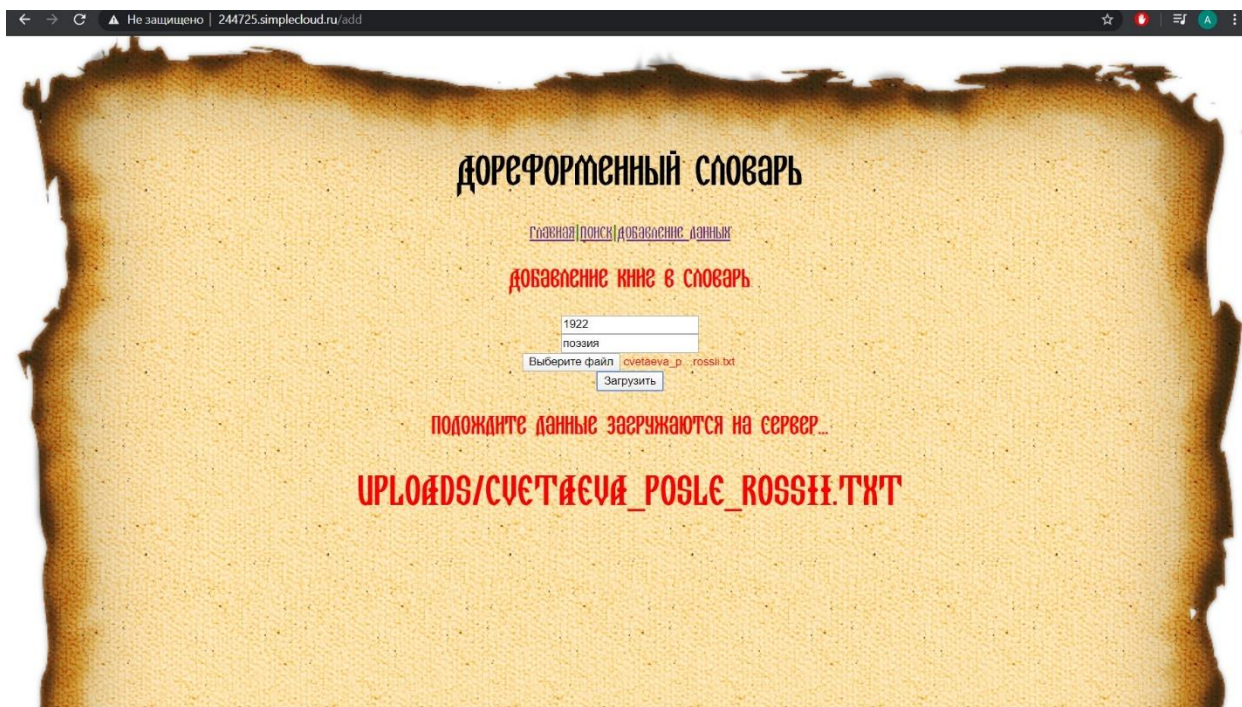 Не защищено | 244725.simplecloud.ru/add
A
ДОРЕФОРМЕННЫЙ СЛОВАРЬ
ГЛАВНАЯ|ПОИСК|ДОБАВЛЕНИЕ ДАННЫХ
ДОБАВЛЕНИЕ КНИГ В СЛОВАРЬ
1922
поэзия
Выберите файл cvetaeva_p...rossii.txt
Загрузить
ПОДОЖДИТЕ ДАННЫЕ ЗАГРУЖАЮТСЯ НА СЕРВЕР...
UPLOADS/CVETAEVA_POSLE_ROSSII.TXT